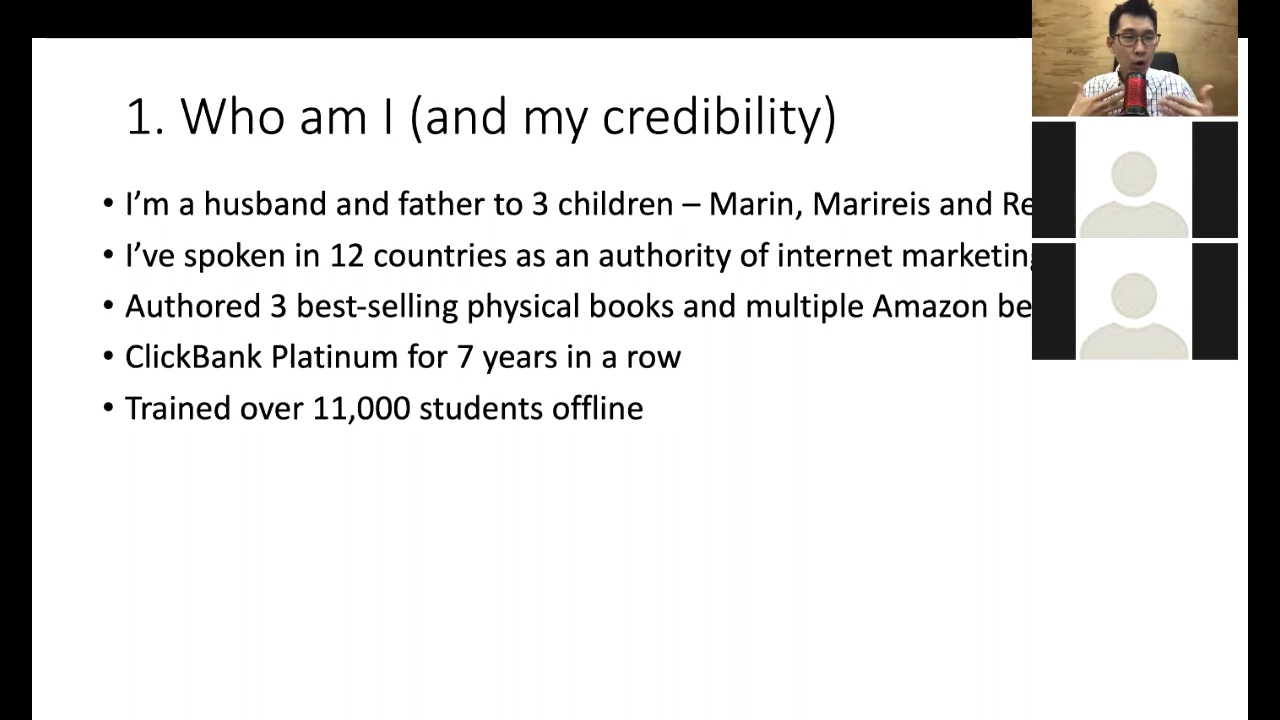 1. Who am I (and my credibility)
• I'm a husband and father to 3 children – Marin, Marireis and
• I've spoken in 12 countries as an authority of internet
• Authored 3 best-selling physical books and multiple Amazon
• ClickBank Platinum for 7 years in a row
• Trained over 11,000 students offline